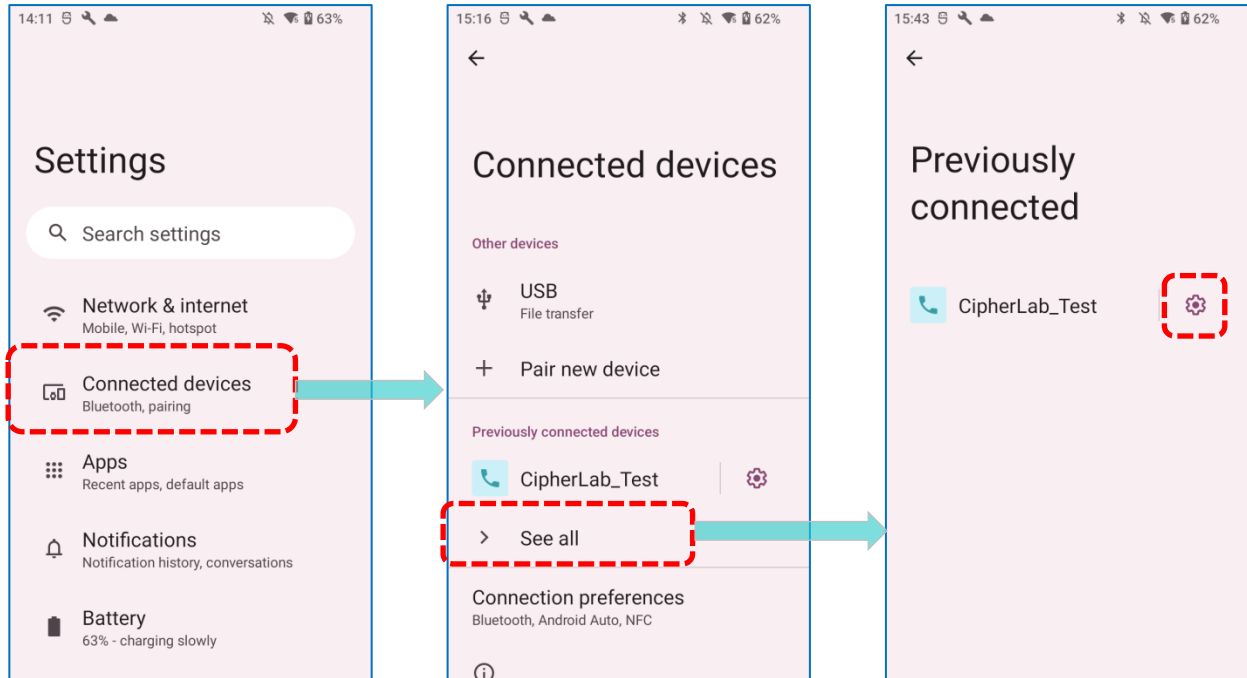 14:11 63%
Settings
Search settings
Network & internet
Mobile, Wi-Fi, hotspot
Connected devices
Bluetooth, pairing
Apps
Recent apps, default apps
Notifications
Notification history, conversations
Battery
63% - charging slowly
15:16 62%
Connected devices
Other devices
USB
File transfer
Pair new device
Previously connected devices
CipherLab_Test
See all
Connection preferences
Bluetooth, Android Auto, NFC
15:43 62%
Previously
connected
CipherLab_Test